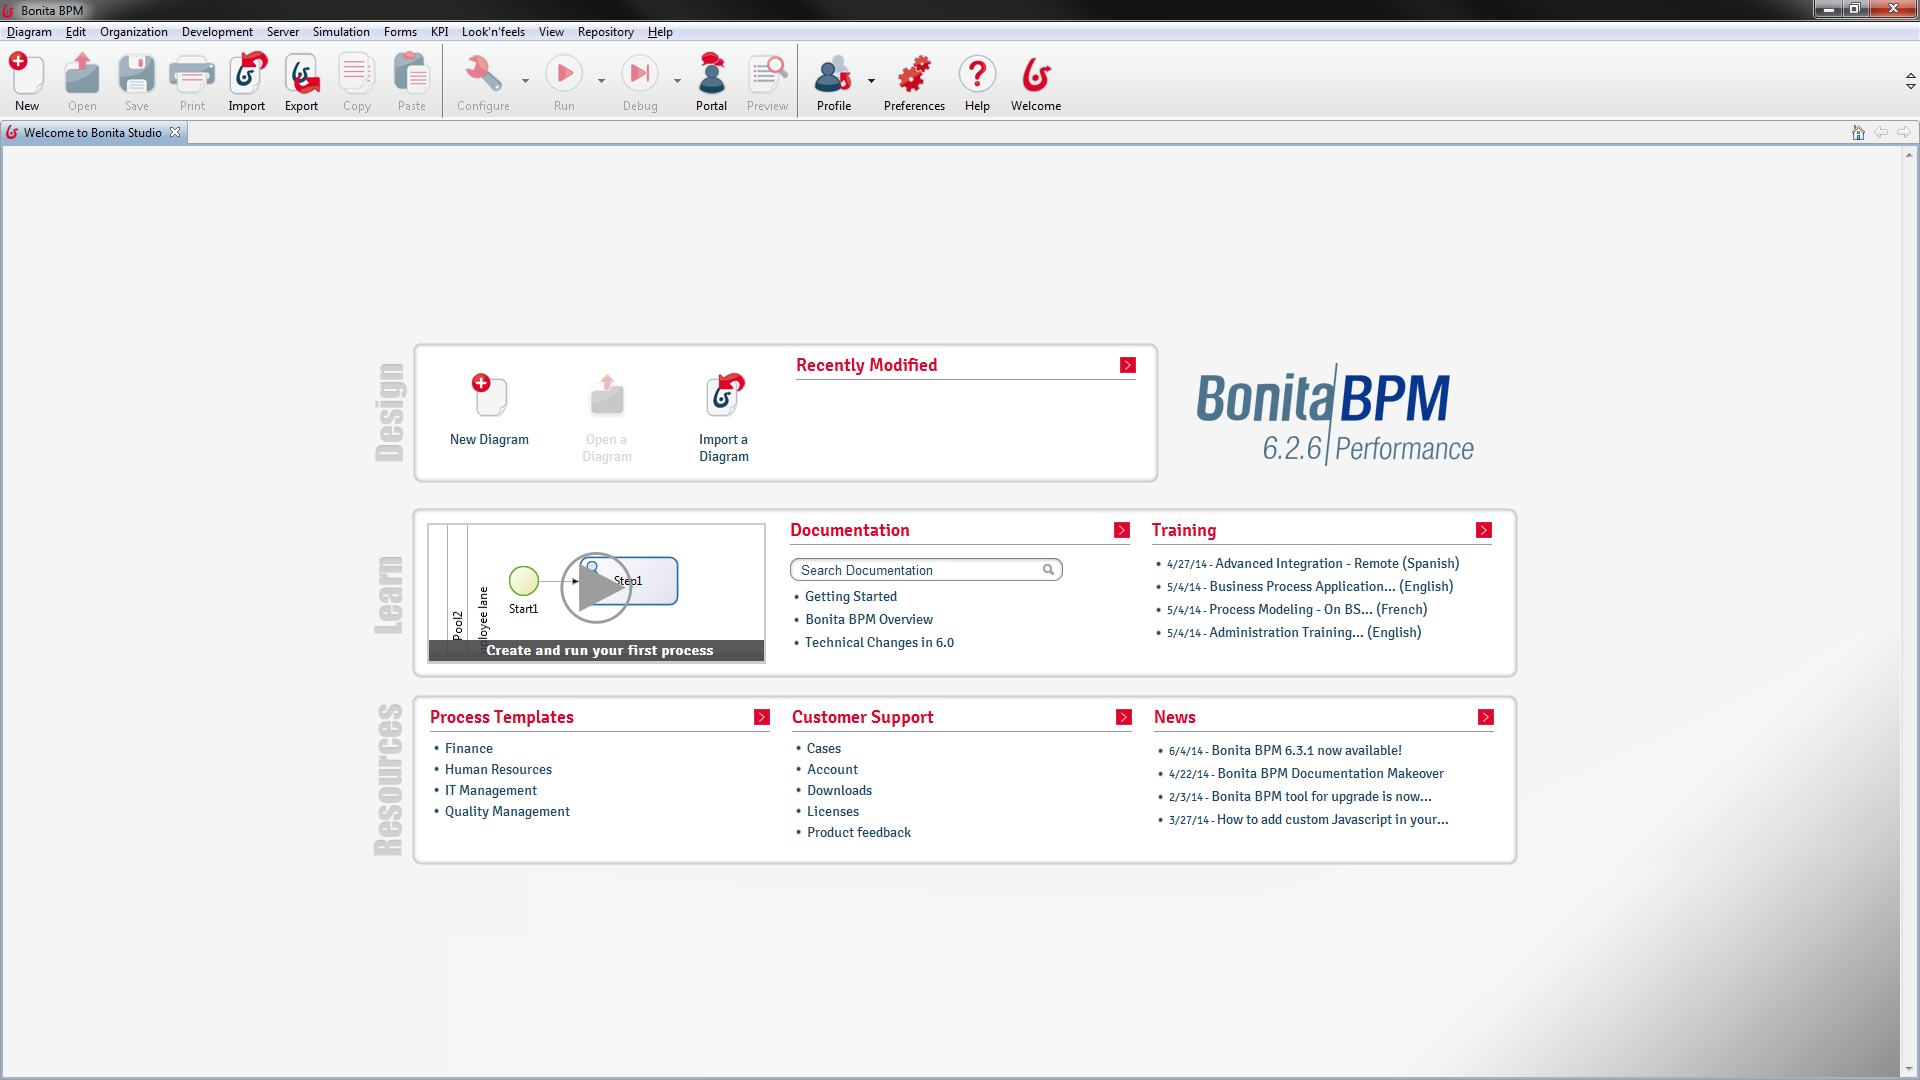 Bonita BPM
Diagram Edit Organization Development Server Simulation Forms KPI Look'n'feels View Repository Help
New Open Save Print Import Export Copy Paste Configure Run Debug Portal Preview Profile Preferences Help Welcome
Welcome to Bonita Studio
Design
New Diagram
Open a
Diagram
Import a
Diagram
Recently Modified
Bonita BPM
6.2.6 Performance
Learn
Pool2
ployee lane
Start1
Step1
Create and run your first process
Documentation
Search Documentation
• Getting Started
• Bonita BPM Overview
• Technical Changes in 6.0
Training
• 4/27/14 - Advanced Integration - Remote (Spanish)
• 5/4/14 - Business Process Application... (English)
• 5/4/14 - Process Modeling - On BS... (French)
• 5/4/14 - Administration Training... (English)
Resources
Process Templates
• Finance
• Human Resources
• IT Management
• Quality Management
Customer Support
• Cases
• Account
• Downloads
• Licenses
• Product feedback
News
• 6/4/14 - Bonita BPM 6.3.1 now available!
• 4/22/14 - Bonita BPM Documentation Makeover
• 2/3/14 - Bonita BPM tool for upgrade is now...
• 3/27/14 - How to add custom Javascript in your...